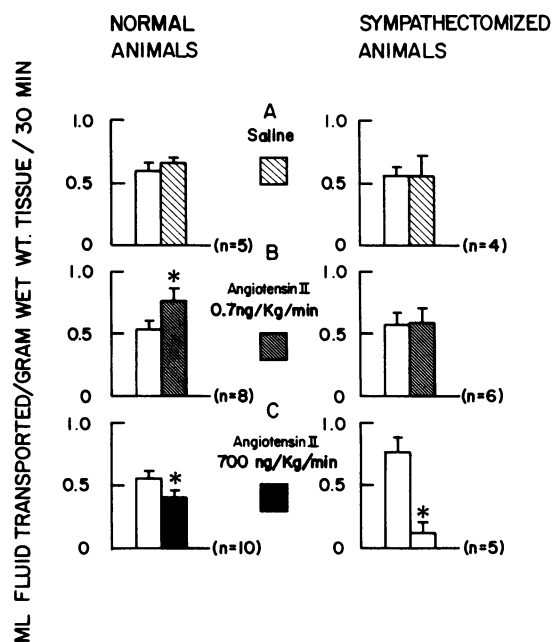 NORMAL
ANIMALS
SYMPATHECTOMIZED
ANIMALS
ML FLUID TRANSPORTED/GRAM WET WT. TISSUE / 30 MIN
A
Saline
1.0
0.5
0
(n=5)
1.0
0.5
0
(n=4)
B
Angiotensin II
0.7ng/Kg/min
1.0
*
0.5
0
(n=8)
1.0
0.5
0
(n=6)
C
Angiotensin II
700 ng/Kg/min
1.0
0.5
*
0
(n=10)
1.0
0.5
*
0
(n=5)